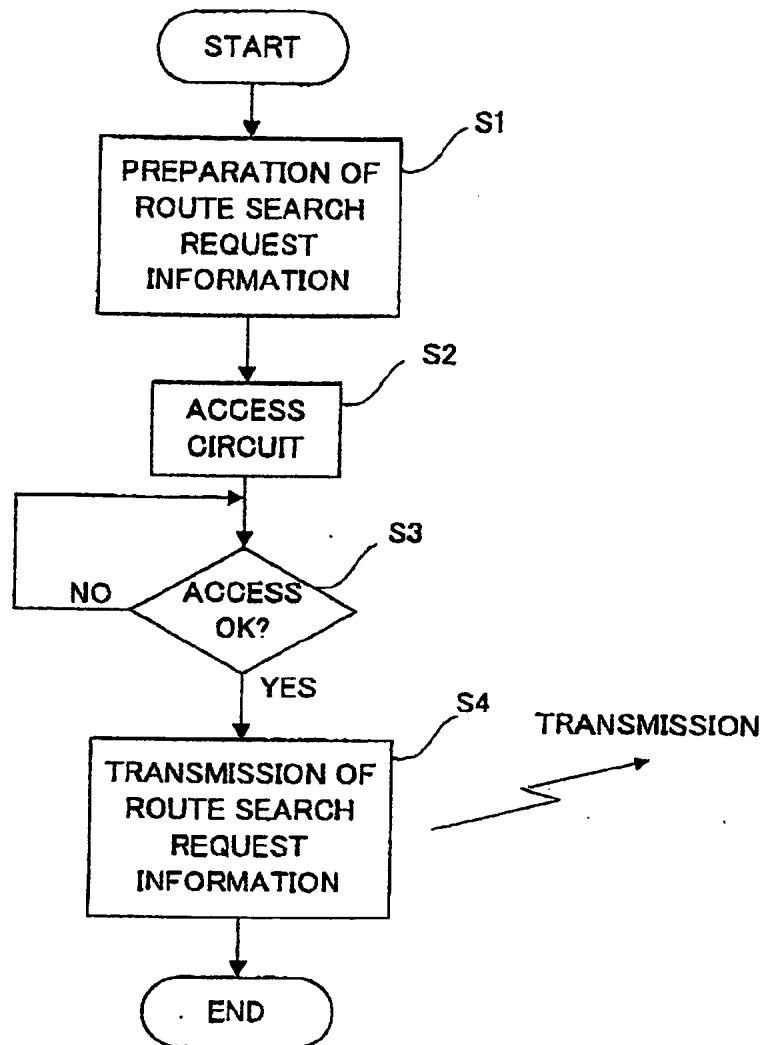 START
S1
PREPARATION OF
ROUTE SEARCH
REQUEST
INFORMATION
S2
ACCESS
CIRCUIT
S3
NO
ACCESS
OK?
YES
S4
TRANSMISSION
TRANSMISSION OF
ROUTE SEARCH
REQUEST
INFORMATION
END